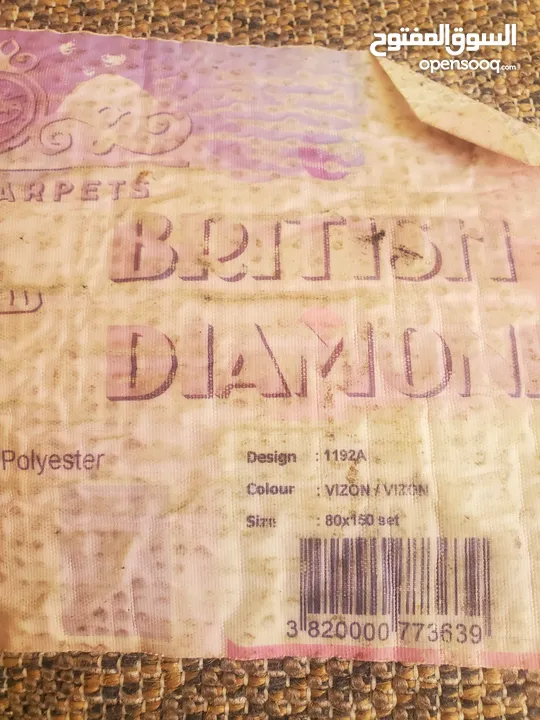 السوق المفتوح
opensooq.com
ARPETS
BRITISH
DIAMON
Polyester
Design : 1192A
Colour : VIZON / VIZON
Size : 80x150 set
3 820000 773639